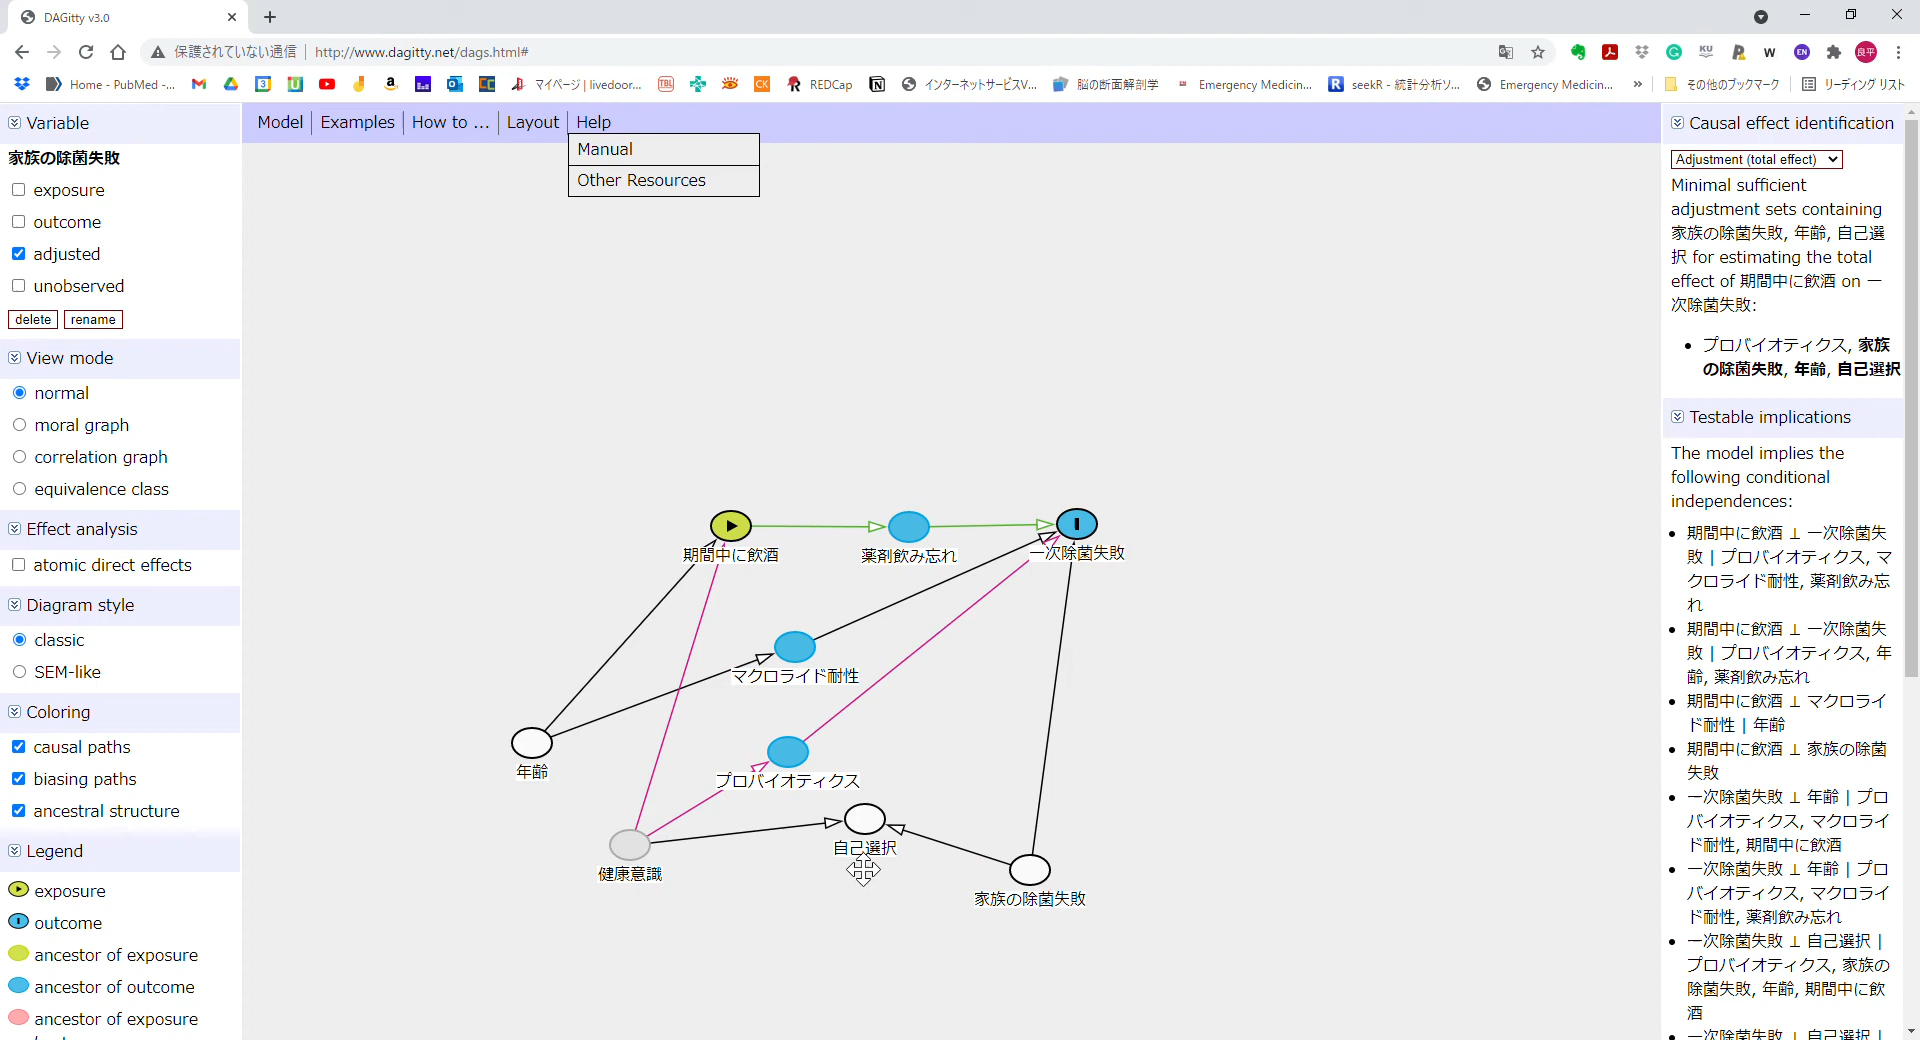 DAGitty v3.0
保護されていない通信
http://www.dagitty.net/dags.html#
KU
W
EN
良平
Home - PubMed -...
3
a
マイページ | livedoor...
TBL
CK
REDCap
インターネットサービスV...
脳の断面解剖学
Emergency Medicin...
R
seekR - 統計分析ソ...
Emergency Medicin...
»
その他のブックマーク
リーディング リスト
Variable
家族の除菌失敗
exposure
outcome
adjusted
unobserved
delete
rename
View mode
normal
moral graph
correlation graph
equivalence class
Effect analysis
atomic direct effects
Diagram style
classic
SEM-like
Coloring
causal paths
biasing paths
ancestral structure
Legend
exposure
outcome
ancestor of exposure
ancestor of outcome
ancestor of exposure
Model
Examples
How to ...
Layout
Help
Manual
Other Resources
期間中に飲酒
薬剤飲み忘れ
一次除菌失敗
マクロライド耐性
年齢
プロバイオティクス
自己選択
健康意識
家族の除菌失敗
Causal effect identification
Adjustment (total effect)
Minimal sufficient
adjustment sets containing
家族の除菌失敗, 年齢, 自己選
択 for estimating the total
effect of 期間中に飲酒 on 一
次除菌失敗:
プロバイオティクス, 家族
の除菌失敗, 年齢, 自己選択
Testable implications
The model implies the
following conditional
independences:
期間中に飲酒 ⊥ 一次除菌失
敗 | プロバイオティクス, マ
クロライド耐性, 薬剤飲み忘
れ
期間中に飲酒 ⊥ 一次除菌失
敗 | プロバイオティクス, 年
齢, 薬剤飲み忘れ
期間中に飲酒 ⊥ マクロライ
ド耐性 | 年齢
期間中に飲酒 ⊥ 家族の除菌
失敗
一次除菌失敗 ⊥ 年齢 | プロ
バイオティクス, マクロライ
ド耐性, 期間中に飲酒
一次除菌失敗 ⊥ 年齢 | プロ
バイオティクス, マクロライ
ド耐性, 薬剤飲み忘れ
一次除菌失敗 ⊥ 自己選択 |
プロバイオティクス, 家族の
除菌失敗, 年齢, 期間中に飲
酒
一次除菌失敗 ⊥ 自己選択 |